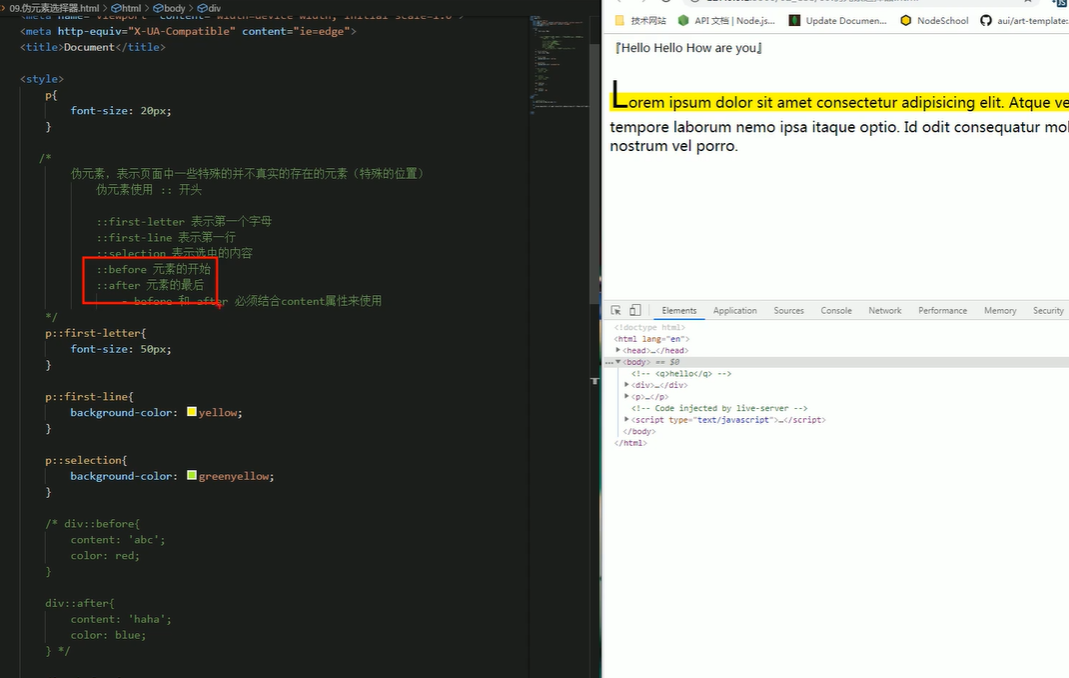 09.伪元素选择器.html > html > body > div
<meta name="viewport" content="width=device-width, initial-scale=1.0">
<meta http-equiv="X-UA-Compatible" content="ie=edge">
<title>Document</title>
<style>
p{
font-size: 20px;
}
/*
伪元素，表示页面中一些特殊的并不真实的存在的元素（特殊的位置）
伪元素使用 :: 开头
::first-letter 表示第一个字母
::first-line 表示第一行
::selection 表示选中的内容
::before 元素的开始
::after 元素的最后
- before 和 after 必须结合content属性来使用
*/
p::first-letter{
font-size: 50px;
}
p::first-line{
background-color: yellow;
}
p::selection{
background-color: greenyellow;
}
/* div::before{
content: 'abc';
color: red;
}
div::after{
content: 'haha';
color: blue;
} */
技术网站 API 文档 | Node.js... Update Documen... NodeSchool aui/art-template:
『Hello Hello How are you』
Lorem ipsum dolor sit amet consectetur adipisicing elit. Atque ve
tempore laborum nemo ipsa itaque optio. Id odit consequatur mol
nostrum vel porro.
Elements Application Sources Console Network Performance Memory Security
<!doctype html>
<html lang="en">
<head>…</head>
<body> == $0
<!-- <q>hello</q> -->
<div>…</div>
<p>…</p>
<!-- Code injected by live-server -->
<script type="text/javascript">…</script>
</body>
</html>